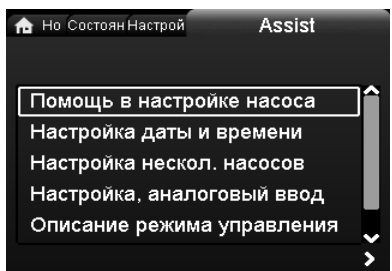 Но Состоян Настрой Assist
Помощь в настройке насоса
Настройка даты и времени
Настройка нескол. насосов
Настройка, аналоговый ввод
Описание режима управления